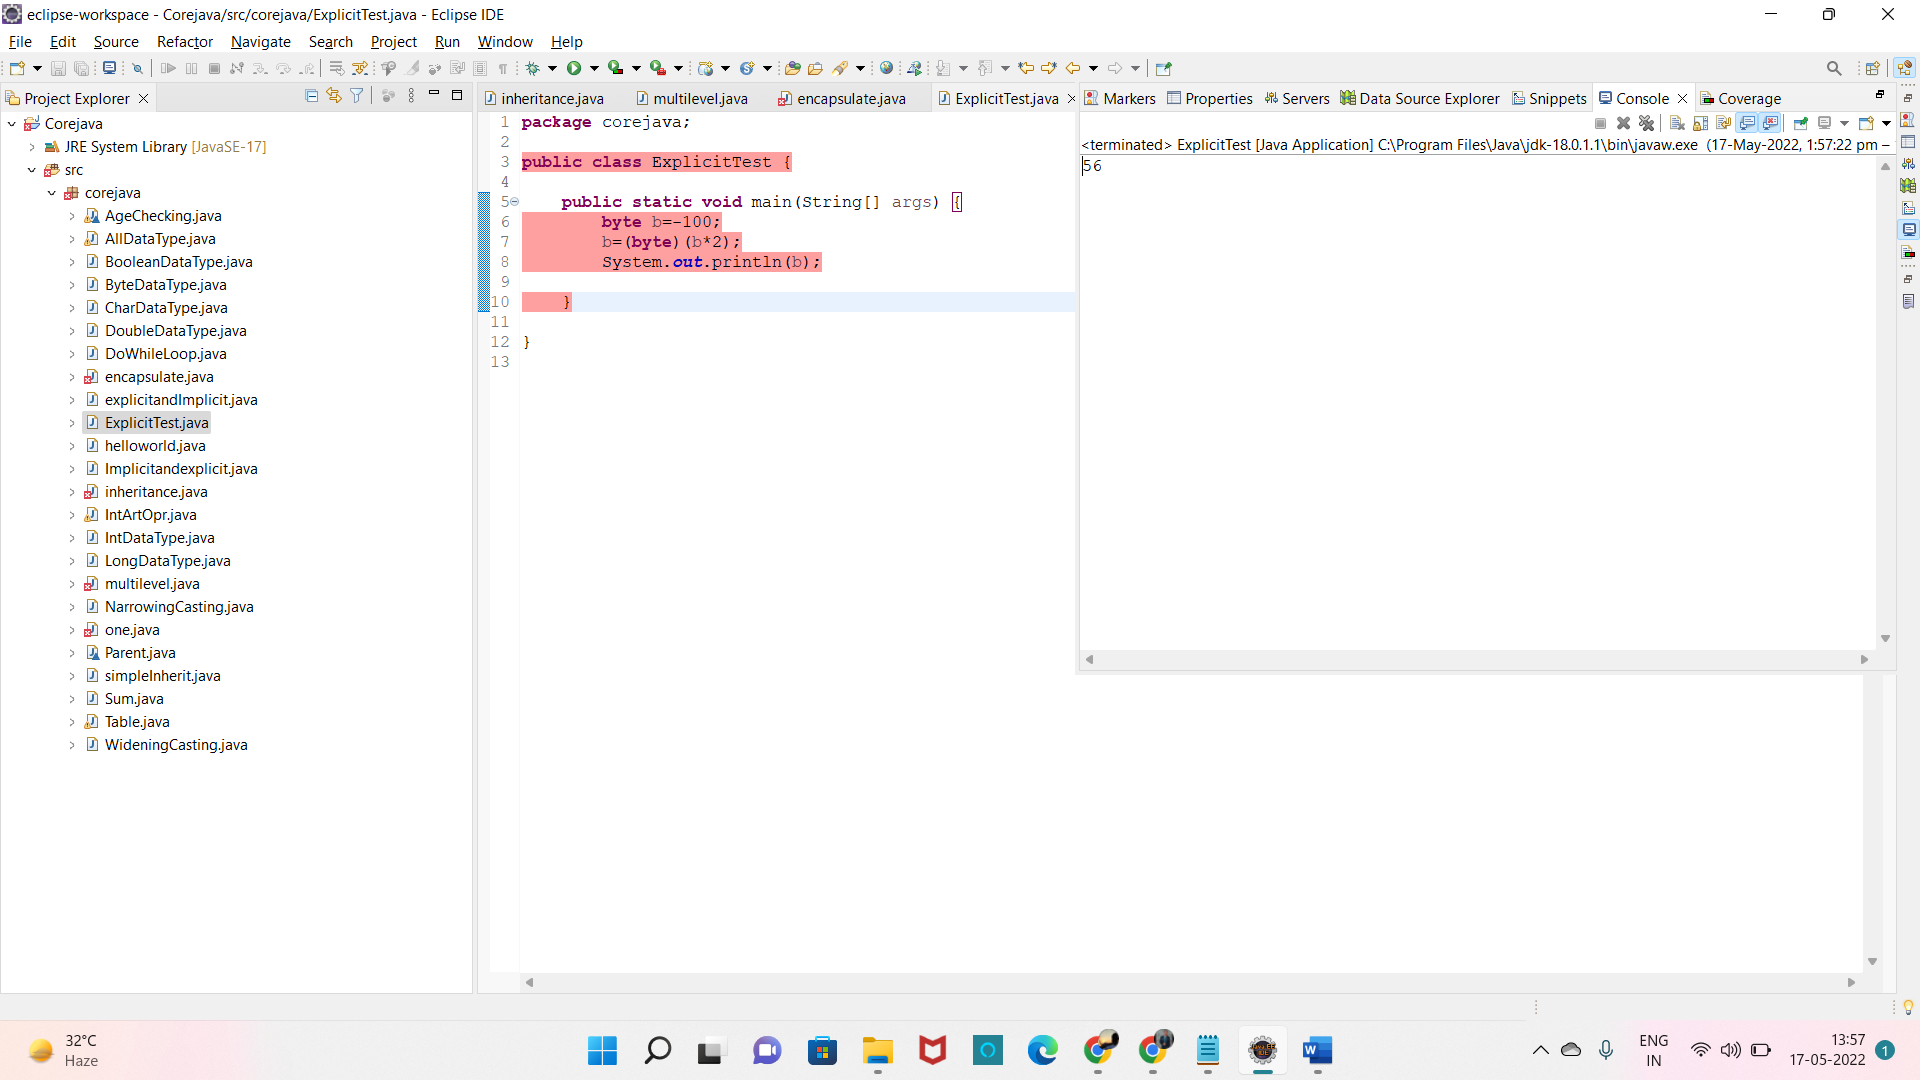 eclipse-workspace - Corejava/src/corejava/ExplicitTest.java - Eclipse IDE
File Edit Source Refactor Navigate Search Project Run Window Help
Project Explorer
Corejava
JRE System Library [JavaSE-17]
src
corejava
AgeChecking.java
AllDataType.java
BooleanDataType.java
ByteDataType.java
CharDataType.java
DoubleDataType.java
DoWhileLoop.java
encapsulate.java
explicitandImplicit.java
ExplicitTest.java
helloworld.java
Implicitandexplicit.java
inheritance.java
IntArtOpr.java
IntDataType.java
LongDataType.java
multilevel.java
NarrowingCasting.java
one.java
Parent.java
simpleInherit.java
Sum.java
Table.java
WideningCasting.java
inheritance.java multilevel.java encapsulate.java ExplicitTest.java
1 package corejava;
2
3 public class ExplicitTest {
4
5 public static void main(String[] args) {
6 byte b=-100;
7 b=(byte)(b*2);
8 System.out.println(b);
9
10 }
11
12 }
13
Markers Properties Servers Data Source Explorer Snippets Console Coverage
<terminated> ExplicitTest [Java Application] C:\Program Files\Java\jdk-18.0.1.1\bin\javaw.exe (17-May-2022, 1:57:22 pm –
56
32°C
Haze
ENG
IN
13:57
17-05-2022
1